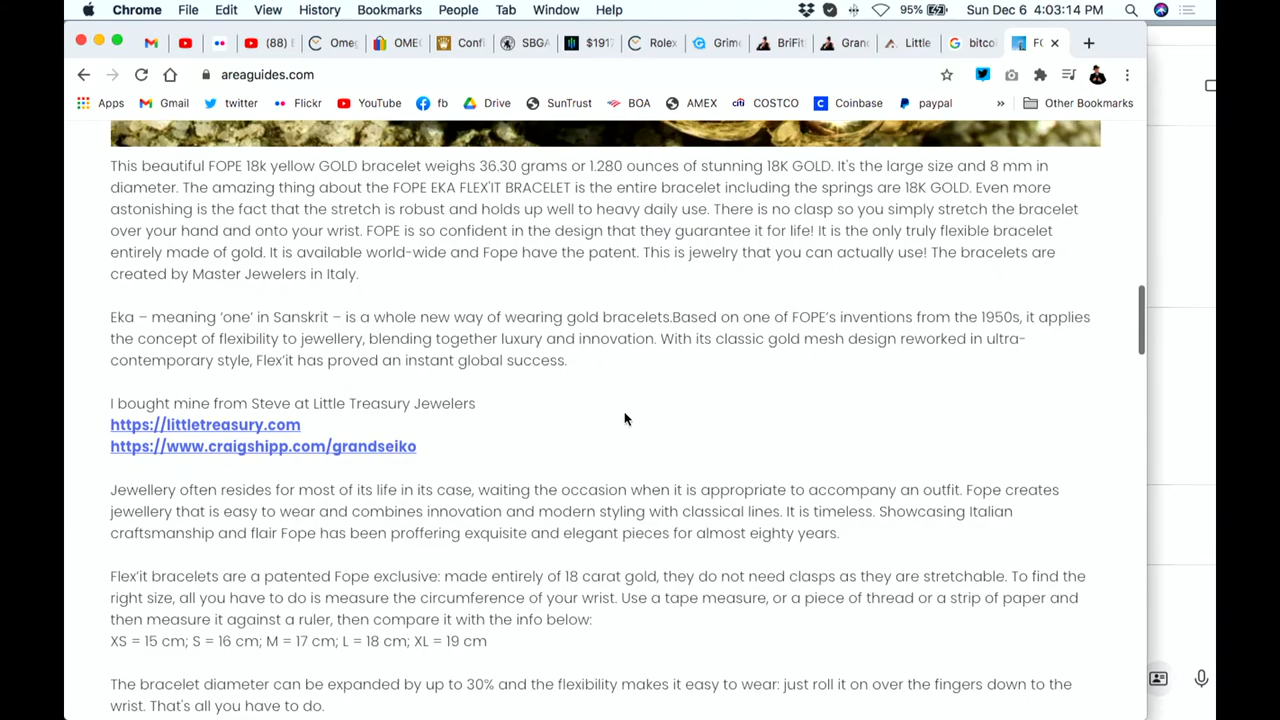 Chrome File Edit View History Bookmarks People Tab Window Help 95% Sun Dec 6 4:03:14 PM
(88) Omeg OMEG Confi SBGA $1917 Rolex Grime BriFit Grand Little bitcoi FO
areaguides.com
Apps Gmail twitter Flickr YouTube fb Drive SunTrust BOA AMEX COSTCO Coinbase paypal » Other Bookmarks
This beautiful FOPE 18k yellow GOLD bracelet weighs 36.30 grams or 1.280 ounces of stunning 18K GOLD. It's the large size and 8 mm in
diameter. The amazing thing about the FOPE EKA FLEX'IT BRACELET is the entire bracelet including the springs are 18K GOLD. Even more
astonishing is the fact that the stretch is robust and holds up well to heavy daily use. There is no clasp so you simply stretch the bracelet
over your hand and onto your wrist. FOPE is so confident in the design that they guarantee it for life! It is the only truly flexible bracelet
entirely made of gold. It is available world-wide and Fope have the patent. This is jewelry that you can actually use! The bracelets are
created by Master Jewelers in Italy.
Eka – meaning ‘one’ in Sanskrit – is a whole new way of wearing gold bracelets.Based on one of FOPE’s inventions from the 1950s, it applies
the concept of flexibility to jewellery, blending together luxury and innovation. With its classic gold mesh design reworked in ultra-
contemporary style, Flex’it has proved an instant global success.
I bought mine from Steve at Little Treasury Jewelers
https://littletreasury.com
https://www.craigshipp.com/grandseiko
Jewellery often resides for most of its life in its case, waiting the occasion when it is appropriate to accompany an outfit. Fope creates
jewellery that is easy to wear and combines innovation and modern styling with classical lines. It is timeless. Showcasing Italian
craftsmanship and flair Fope has been proffering exquisite and elegant pieces for almost eighty years.
Flex’it bracelets are a patented Fope exclusive: made entirely of 18 carat gold, they do not need clasps as they are stretchable. To find the
right size, all you have to do is measure the circumference of your wrist. Use a tape measure, or a piece of thread or a strip of paper and
then measure it against a ruler, then compare it with the info below:
XS = 15 cm; S = 16 cm; M = 17 cm; L = 18 cm; XL = 19 cm
The bracelet diameter can be expanded by up to 30% and the flexibility makes it easy to wear: just roll it on over the fingers down to the
wrist. That's all you have to do.